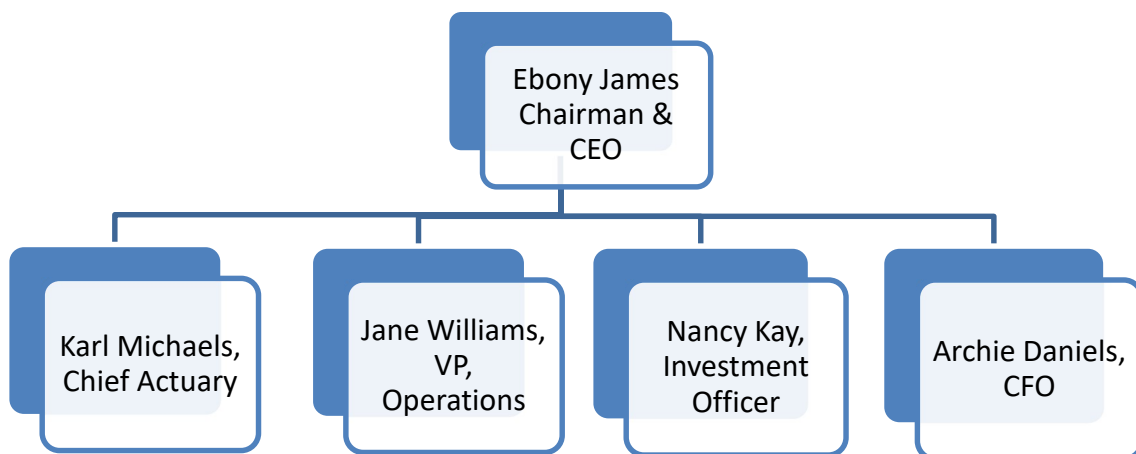 Ebony James
Chairman &
CEO
Karl Michaels,
Chief Actuary
Jane Williams,
VP,
Operations
Nancy Kay,
Investment
Officer
Archie Daniels,
CFO